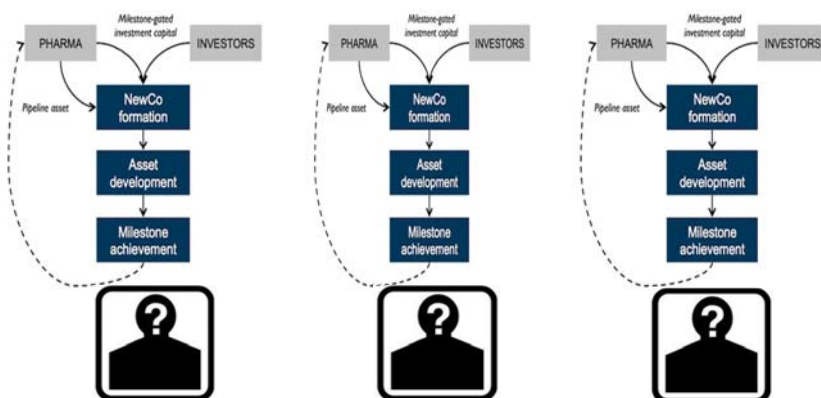 Milestone-gated
investment capital
PHARMA
INVESTORS
Pipeline asset
NewCo
formation
Asset
development
Milestone
achievement
?
Milestone-gated
investment capital
PHARMA
INVESTORS
Pipeline asset
NewCo
formation
Asset
development
Milestone
achievement
?
Milestone-gated
investment capital
PHARMA
INVESTORS
Pipeline asset
NewCo
formation
Asset
development
Milestone
achievement
?